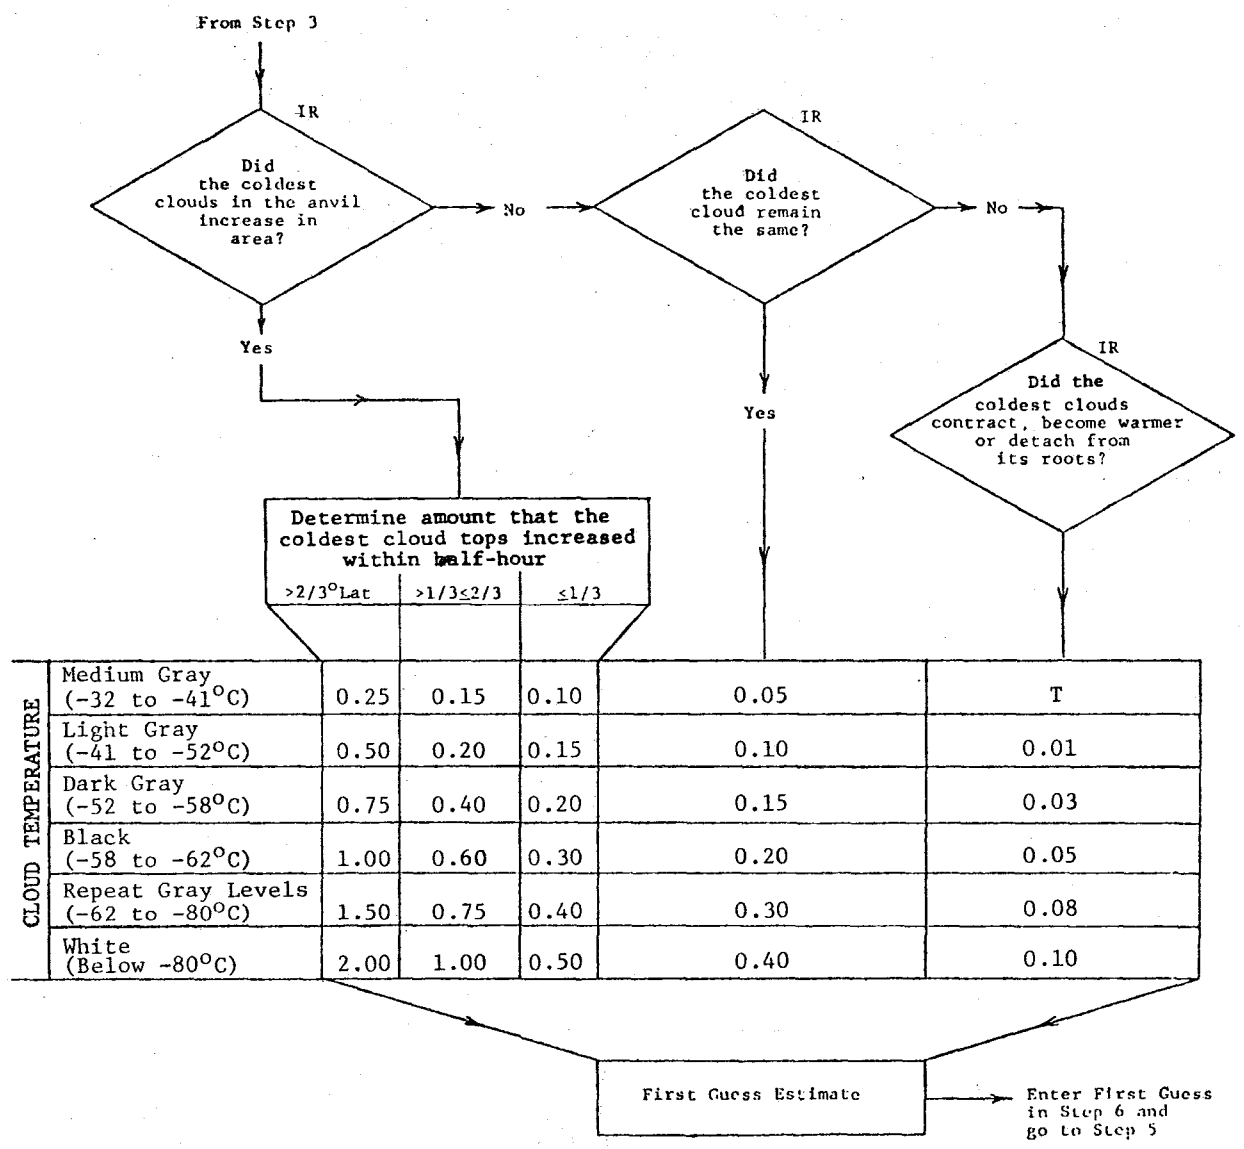 From Step 3
IR
Did
the coldest
clouds in the anvil
increase in
area?
No
IR
Did
the coldest
cloud remain
the same?
No
Yes
Yes
IR
Did the
coldest clouds
contract, become warmer
or detach from
its roots?
Determine amount that the
coldest cloud tops increased
within half-hour
>2/3°Lat >1/3≤2/3 ≤1/3
CLOUD TEMPERATURE
Medium Gray
(-32 to -41°C) 0.25 0.15 0.10 0.05 T
Light Gray
(-41 to -52°C) 0.50 0.20 0.15 0.10 0.01
Dark Gray
(-52 to -58°C) 0.75 0.40 0.20 0.15 0.03
Black
(-58 to -62°C) 1.00 0.60 0.30 0.20 0.05
Repeat Gray Levels
(-62 to -80°C) 1.50 0.75 0.40 0.30 0.08
White
(Below -80°C) 2.00 1.00 0.50 0.40 0.10
First Guess Estimate
Enter First Guess
in Step 6 and
go to Step 5